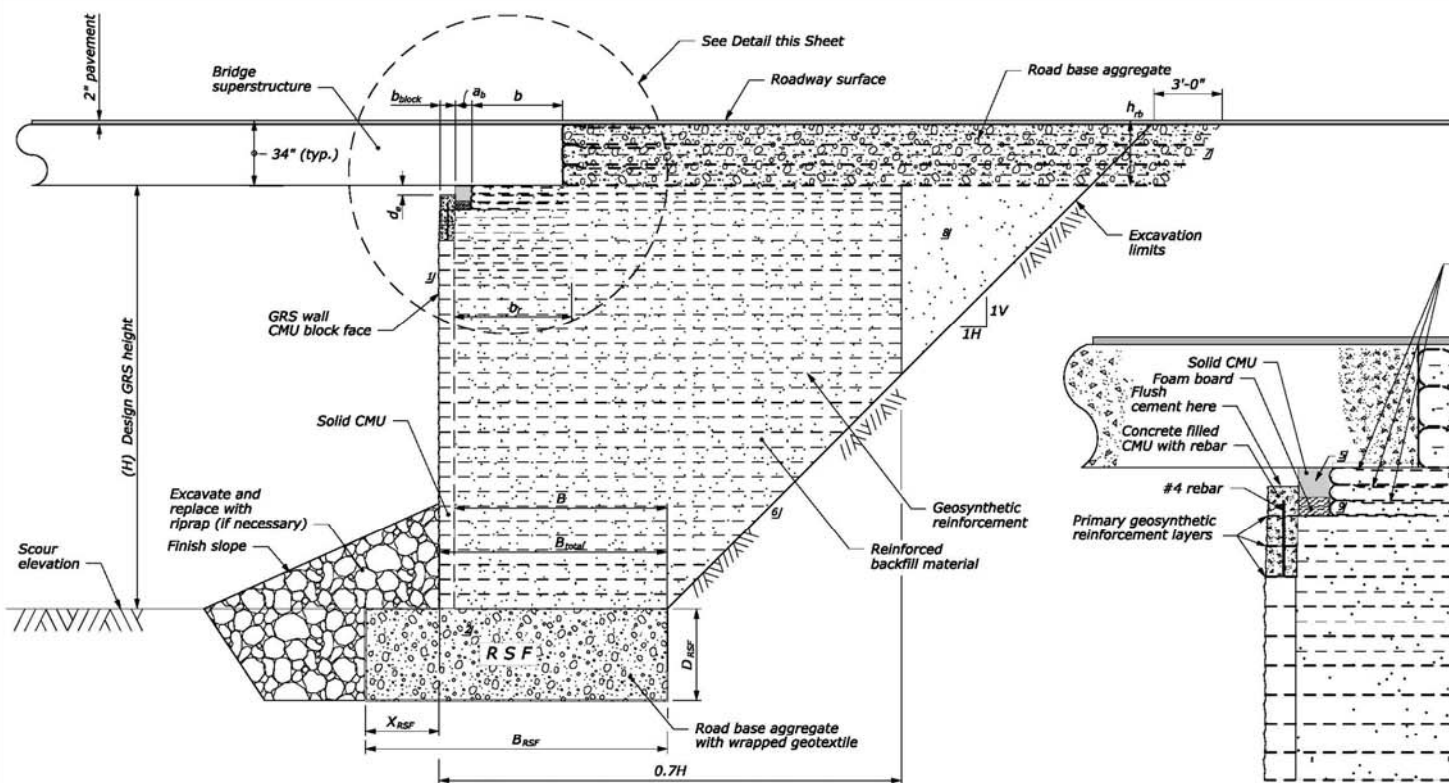 2" pavement
Bridge
superstructure
b_block
a_b
b
See Detail this Sheet
Roadway surface
Road base aggregate
3'-0"
h_rb
34" (typ.)
d_e
7
8
Excavation
limits
1
GRS wall
CMU block face
b_r
1V
1H
(H) Design GRS height
Solid CMU
Excavate and
replace with
riprap (if necessary)
Finish slope
Scour
elevation
B
B_total
6
Geosynthetic
reinforcement
Reinforced
backfill material
2
RSF
D_RSF
X_RSF
B_RSF
Road base aggregate
with wrapped geotextile
0.7H
Solid CMU
Foam board
Flush
cement here
Concrete filled
CMU with rebar
#4 rebar
Primary geosynthetic
reinforcement layers
5
9